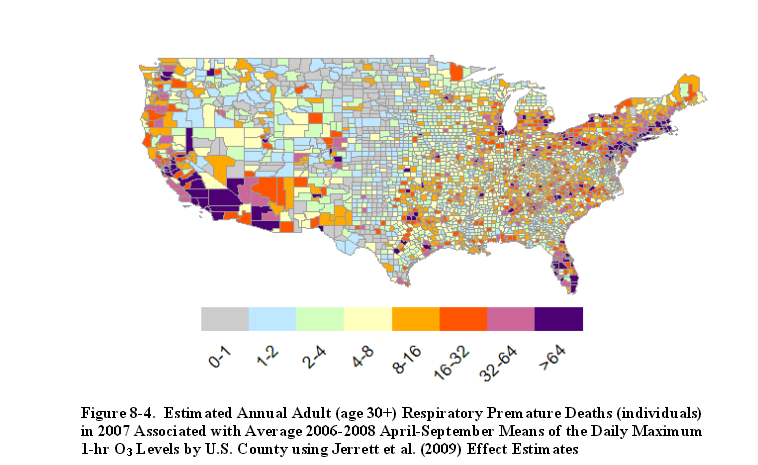 0-1
1-2
2-4
4-8
8-16
16-32
32-64
>64
Figure 8-4. Estimated Annual Adult (age 30+) Respiratory Premature Deaths (individuals)
in 2007 Associated with Average 2006-2008 April-September Means of the Daily Maximum
1-hr O₃ Levels by U.S. County using Jerrett et al. (2009) Effect Estimates